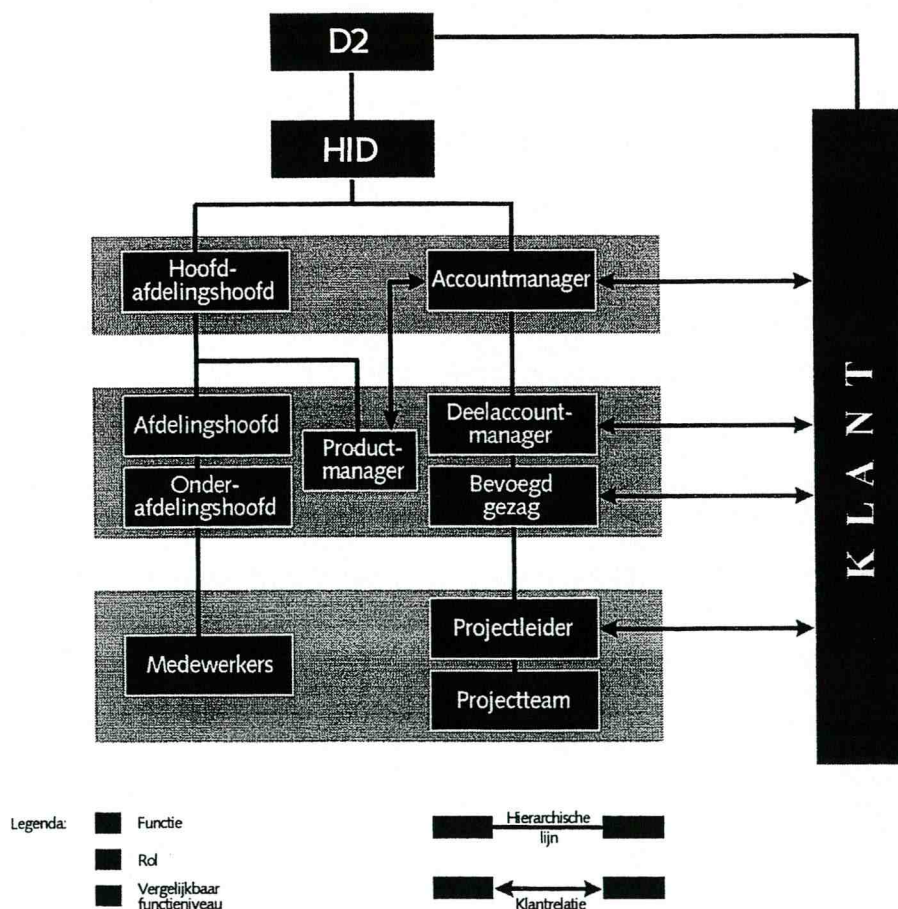 D2
HID
Hoofd-
afdelingshoofd
Accountmanager
Afdelingshoofd
Deelaccount-
manager
Product-
manager
Onder-
afdelingshoofd
Bevoegd
gezag
Projectleider
Medewerkers
Projectteam
KLANT
Legenda:
Functie
Rol
Vergelijkbaar
functieniveau
Hierarchische
lijn
Klantrelatie